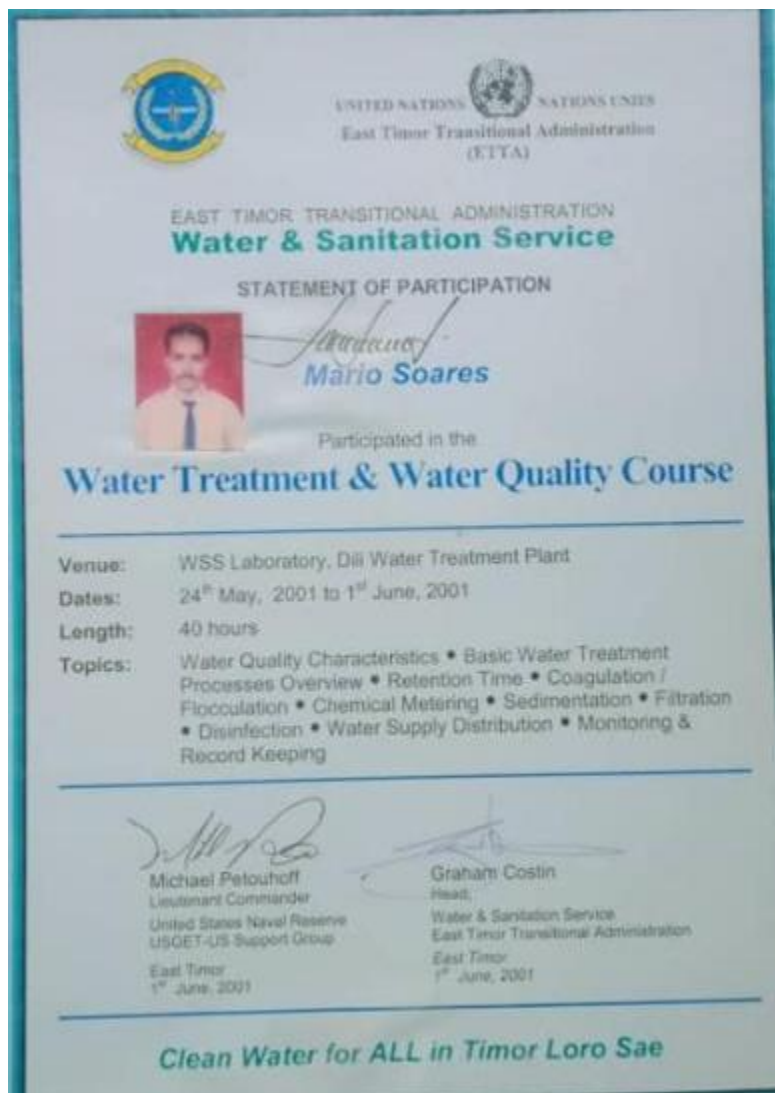 UNITED NATIONS NATIONS UNIES
East Timor Transitional Administration
(ETTA)
EAST TIMOR TRANSITIONAL ADMINISTRATION
Water & Sanitation Service
STATEMENT OF PARTICIPATION
Mario Soares
Participated in the
Water Treatment & Water Quality Course
Venue: WSS Laboratory, Dili Water Treatment Plant
Dates: 24th May, 2001 to 1st June, 2001
Length: 40 hours
Topics: Water Quality Characteristics • Basic Water Treatment
Processes Overview • Retention Time • Coagulation /
Flocculation • Chemical Metering • Sedimentation • Filtration
• Disinfection • Water Supply Distribution • Monitoring &
Record Keeping
Michael Petouhoff
Lieutenant Commander
United States Naval Reserve
USGET-US Support Group
East Timor
1st June, 2001
Graham Costin
Head,
Water & Sanitation Service
East Timor Transitional Administration
East Timor
1st June, 2001
Clean Water for ALL in Timor Loro Sae